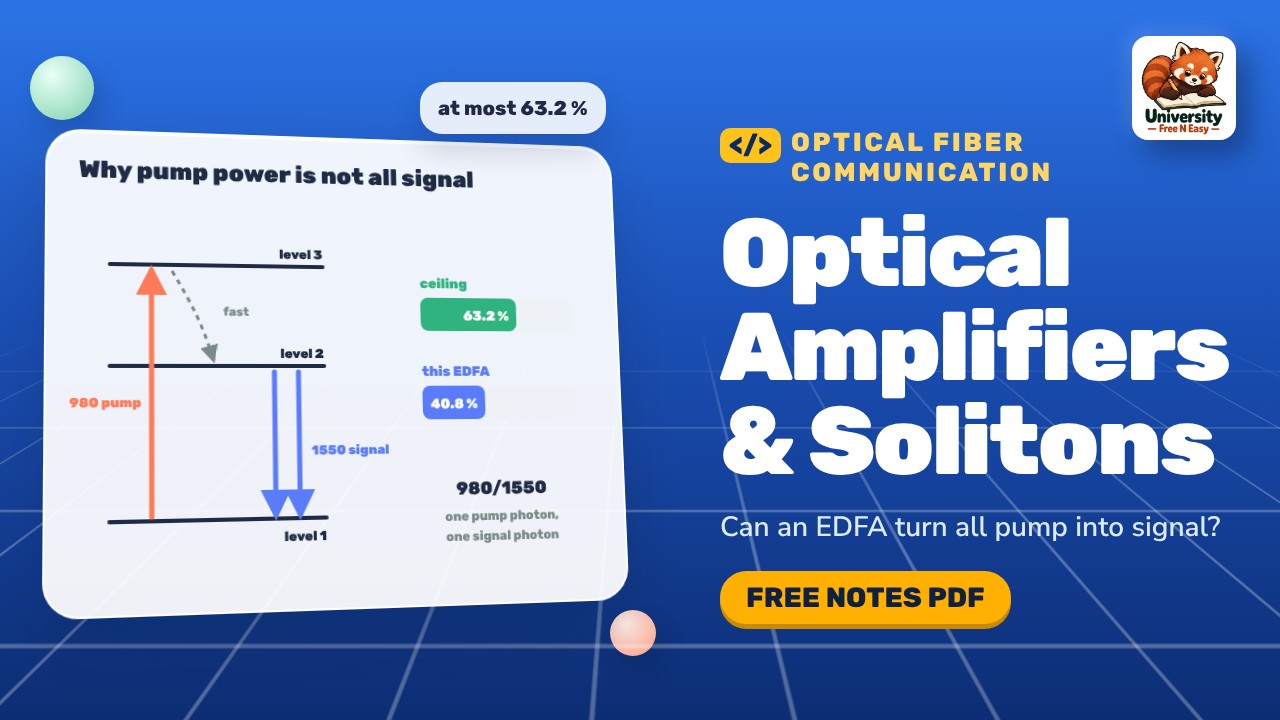 at most 63.2 %
Why pump power is not all signal
level 3
fast
level 2
980 pump
1550 signal
level 1
ceiling
63.2 %
this EDFA
40.8 %
980/1550
one pump photon,
one signal photon
</> OPTICAL FIBER
COMMUNICATION
Optical
Amplifiers
& Solitons
Can an EDFA turn all pump into signal?
FREE NOTES PDF
University
Free N Easy